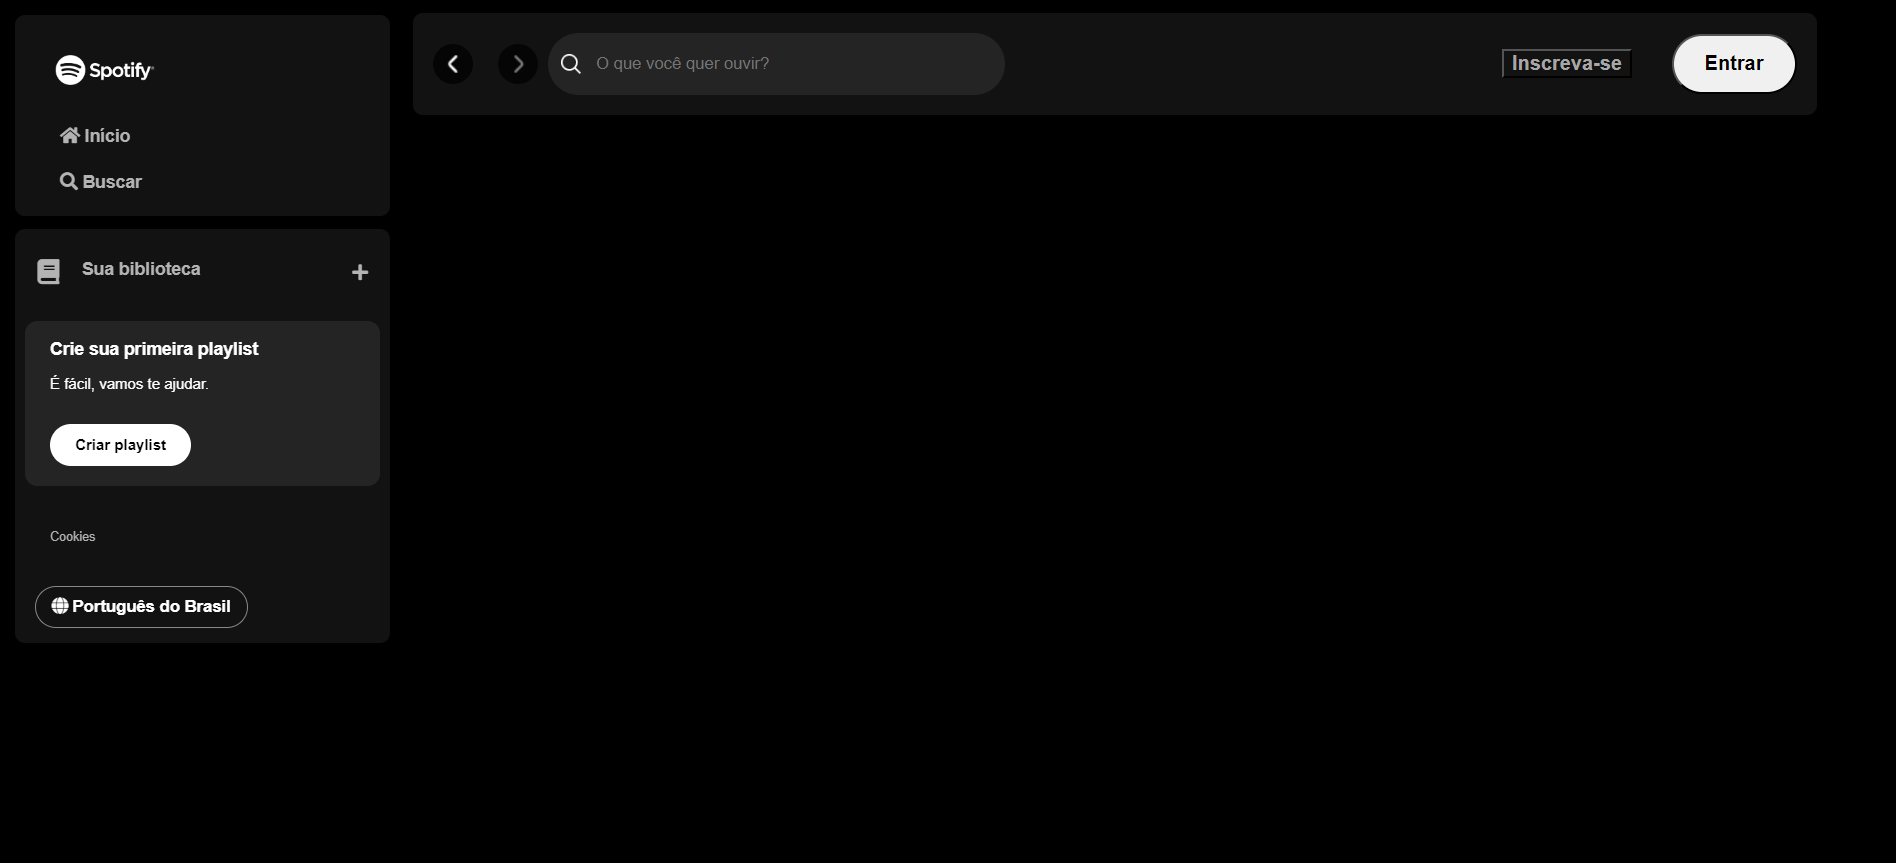 Spotify
Início
Buscar
Sua biblioteca
Crie sua primeira playlist
É fácil, vamos te ajudar.
Criar playlist
Cookies
Português do Brasil
O que você quer ouvir?
Inscreva-se
Entrar